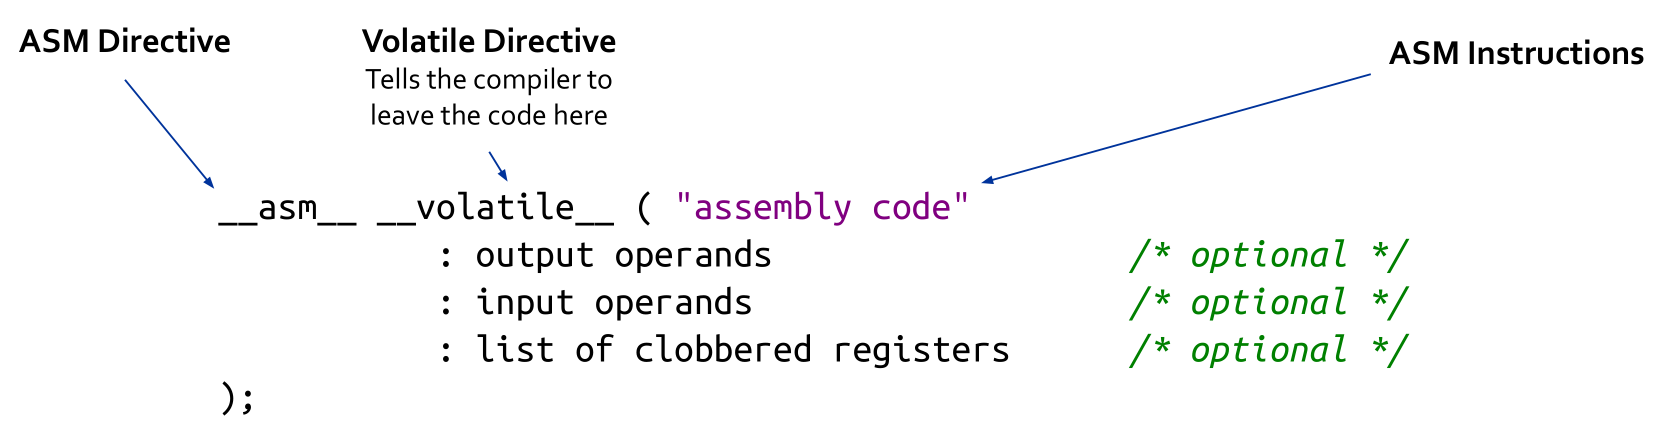 ASM Directive
Volatile Directive
Tells the compiler to
leave the code here
ASM Instructions
__asm__ __volatile__ ( "assembly code"
: output operands /* optional */
: input operands /* optional */
: list of clobbered registers /* optional */
);